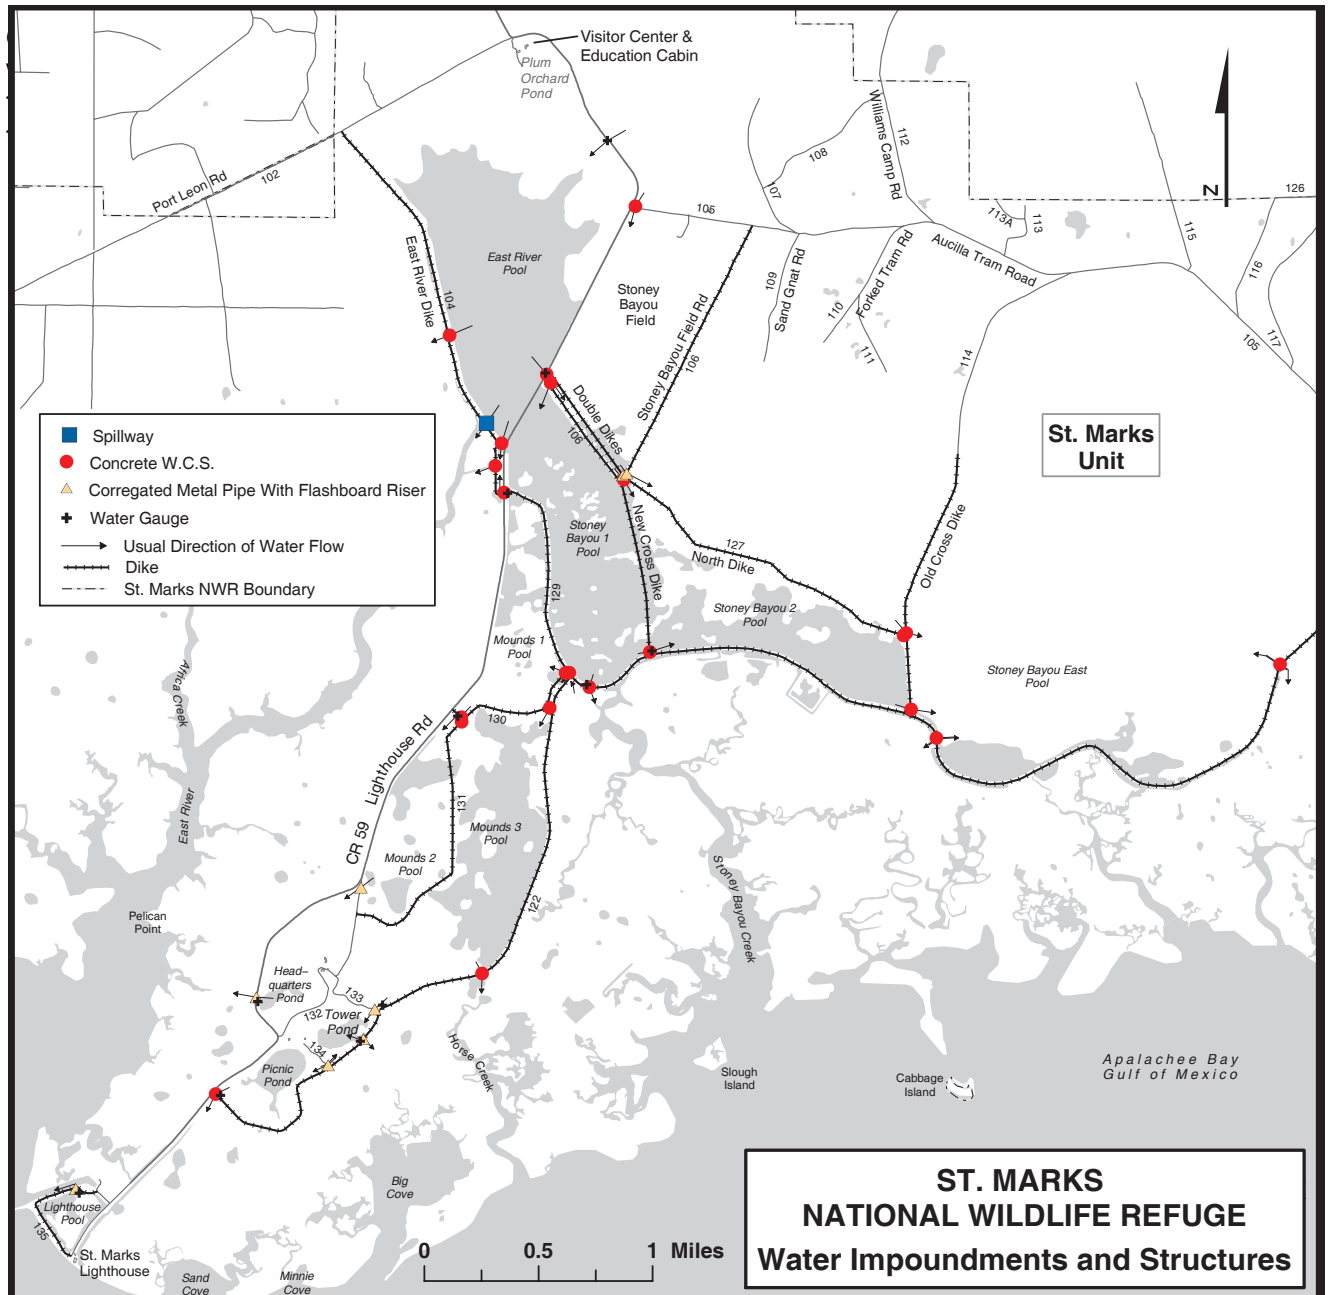 Visitor Center &
Education Cabin
Plum
Orchard
Pond
Port Leon Rd
102
Williams Camp Rd
112
108
107
105
113A
113
126
115
116
117
105
N
East River
Pool
East River Dike
104
Stoney
Bayou
Field
Stoney Bayou Field Rd
106
109
Sand Gnat Rd
110
Forked Tram Rd
111
Aucilla Tram Road
114
Double Dikes
106
St. Marks
Unit
Spillway
Concrete W.C.S.
Corregated Metal Pipe With Flashboard Riser
Water Gauge
Usual Direction of Water Flow
Dike
St. Marks NWR Boundary
Stoney
Bayou 1
Pool
New Cross Dike
127
North Dike
Old Cross Dike
129
Stoney Bayou 2
Pool
Mounds 1
Pool
Stoney Bayou East
Pool
Africa Creek
East River
CR 59
Lighthouse Rd
130
131
Mounds 3
Pool
Mounds 2
Pool
122
Stoney Bayou Creek
Pelican
Point
Head–
quarters
Pond
133
132
Tower
Pond
134
Picnic
Pond
Horse Creek
Slough
Island
Cabbage
Island
Apalachee Bay
Gulf of Mexico
Big
Cove
Lighthouse
Pool
135
St. Marks
Lighthouse
Sand
Cove
Minnie
Cove
0 0.5 1 Miles
ST. MARKS
NATIONAL WILDLIFE REFUGE
Water Impoundments and Structures